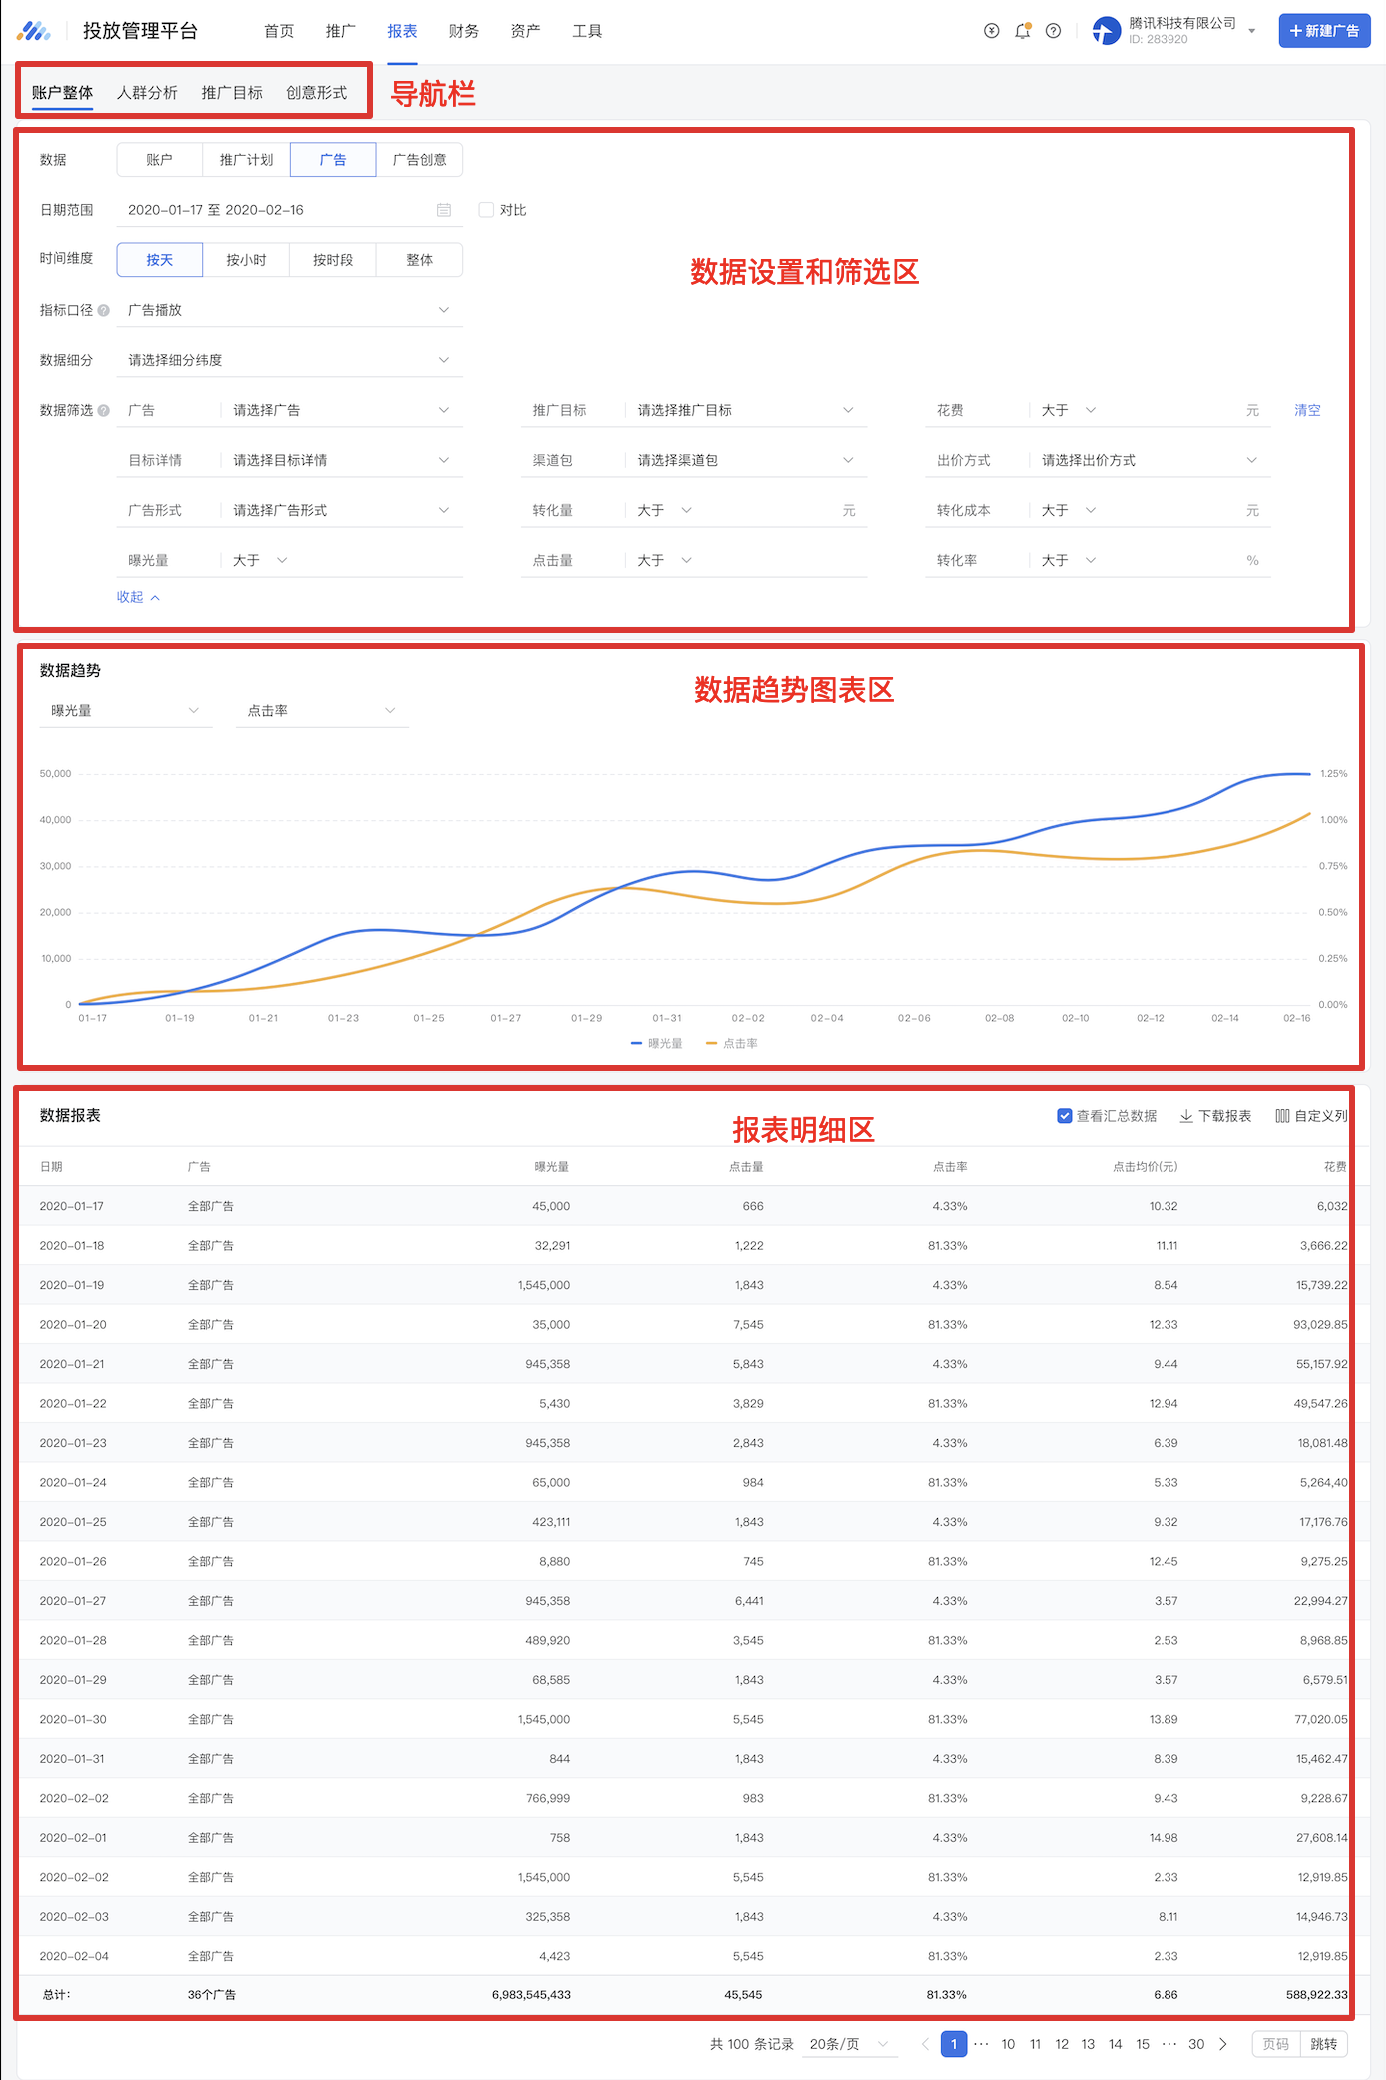 投放管理平台 首页 推广 报表 财务 资产 工具 腾讯科技有限公司 +新建广告
ID: 283920
账户整体 人群分析 推广目标 创意形式 导航栏
数据 账户 推广计划 广告 广告创意
日期范围 2020-01-17 至 2020-02-16 对比
时间维度 按天 按小时 按时段 整体
数据设置和筛选区
指标口径 广告播放
数据细分 请选择细分纬度
数据筛选 广告 请选择广告 推广目标 请选择推广目标 花费 大于 元 清空
目标详情 请选择目标详情 渠道包 请选择渠道包 出价方式 请选择出价方式
广告形式 请选择广告形式 转化量 大于 元 转化成本 大于 元
曝光量 大于 点击量 大于 转化率 大于 %
收起
数据趋势
数据趋势图表区
曝光量 点击率
50,000 1.25%
40,000 1.00%
30,000 0.75%
20,000 0.50%
10,000 0.25%
0 0.00%
01-17 01-19 01-21 01-23 01-25 01-27 01-29 01-31 02-02 02-04 02-06 02-08 02-10 02-12 02-14 02-16
曝光量 点击率
数据报表 报表明细区 查看汇总数据 下载报表 自定义列
日期 广告 曝光量 点击量 点击率 点击均价(元) 花费
2020-01-17 全部广告 45,000 666 4.33% 10.32 6,032
2020-01-18 全部广告 32,291 1,222 81.33% 11.11 3,666.22
2020-01-19 全部广告 1,545,000 1,843 4.33% 8.54 15,739.22
2020-01-20 全部广告 35,000 7,545 81.33% 12.33 93,029.85
2020-01-21 全部广告 945,358 5,843 4.33% 9.44 55,157.92
2020-01-22 全部广告 5,430 3,829 81.33% 12.94 49,547.26
2020-01-23 全部广告 945,358 2,843 4.33% 6.39 18,081.48
2020-01-24 全部广告 65,000 984 81.33% 5.33 5,264,40
2020-01-25 全部广告 423,111 1,843 4.33% 9.32 17,176.76
2020-01-26 全部广告 8,880 745 81.33% 12.45 9,275.25
2020-01-27 全部广告 945,358 6,441 4.33% 3.57 22,994.27
2020-01-28 全部广告 489,920 3,545 81.33% 2.53 8,968.85
2020-01-29 全部广告 68,585 1,843 4.33% 3.57 6,579.51
2020-01-30 全部广告 1,545,000 5,545 81.33% 13.89 77,020.05
2020-01-31 全部广告 844 1,843 4.33% 8.39 15,462.47
2020-02-02 全部广告 766,999 983 81.33% 9.43 9,228.67
2020-02-01 全部广告 758 1,843 4.33% 14.98 27,608.14
2020-02-02 全部广告 1,545,000 5,545 81.33% 2.33 12,919.85
2020-02-03 全部广告 325,358 1,843 4.33% 8.11 14,946.73
2020-02-04 全部广告 4,423 5,545 81.33% 2.33 12,919.85
总计: 36个广告 6,983,545,433 45,545 81.33% 6.86 588,922.33
共 100 条记录 20条/页 1 ··· 10 11 12 13 14 15 ··· 30 页码 跳转